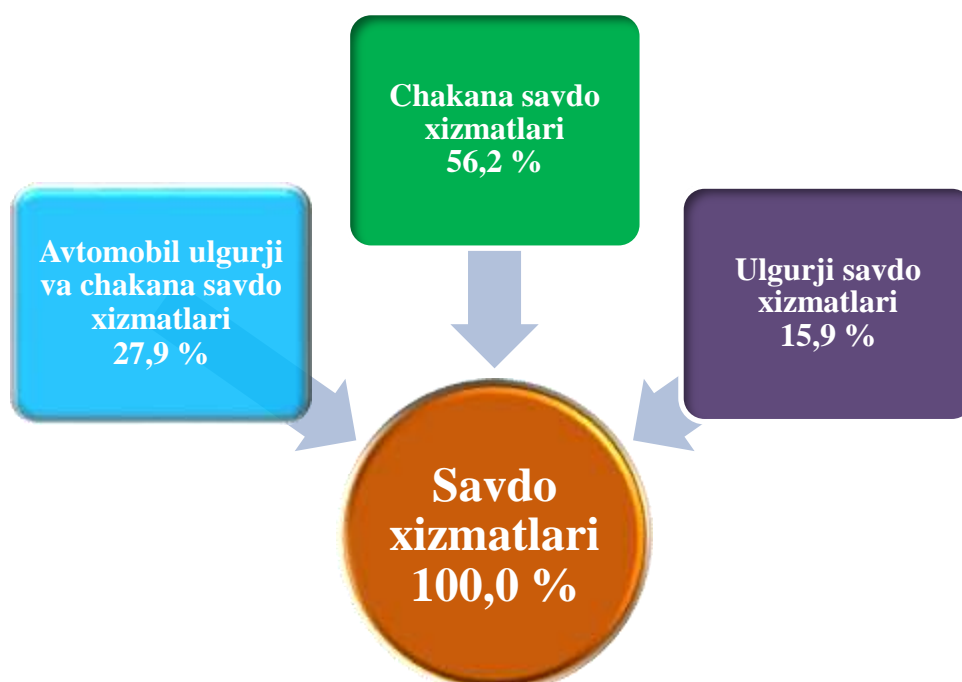 Chakana savdo
xizmatlari
56,2 %
Avtomobil ulgurji
va chakana savdo
xizmatlari
27,9 %
Ulgurji savdo
xizmatlari
15,9 %
Savdo
xizmatlari
100,0 %